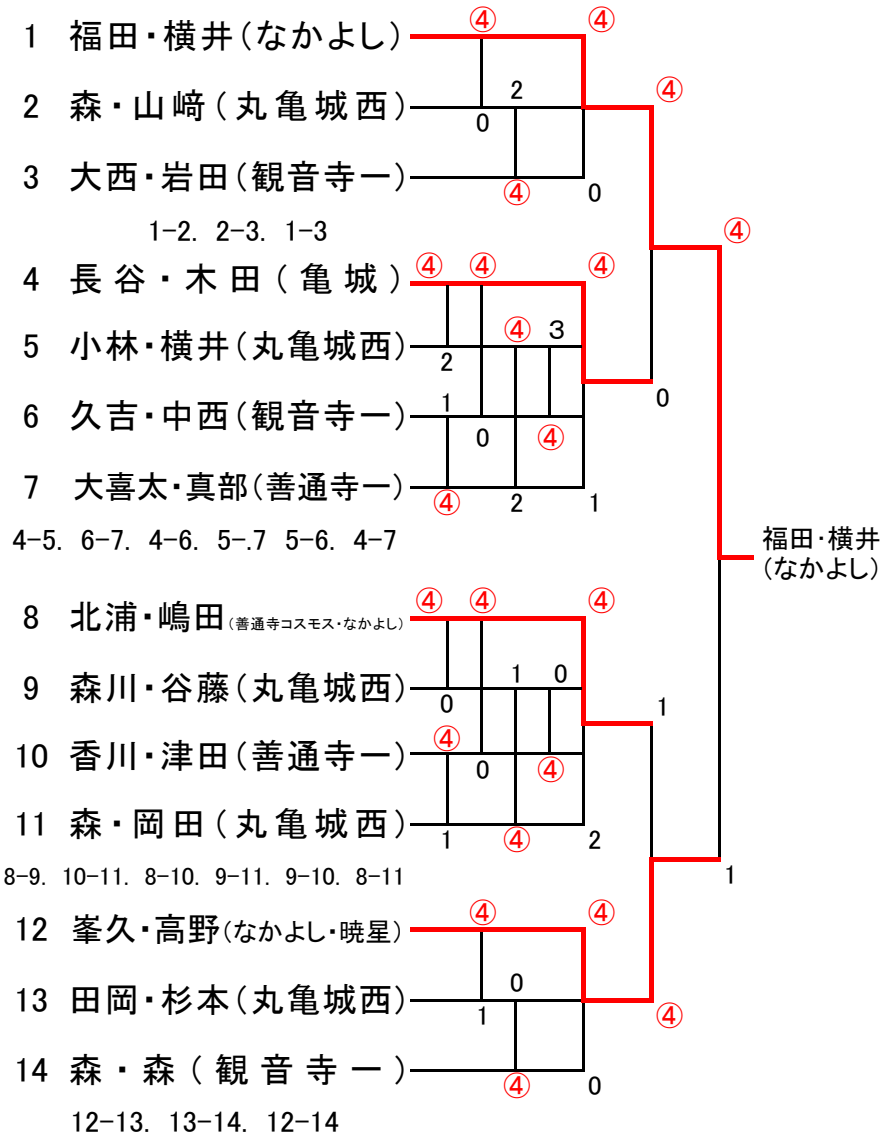 ④ ④
1 福田・横井(なかよし)
④
2
2 森・山﨑(丸亀城西)
0
3 大西・岩田(観音寺一)
④ 0
1-2. 2-3. 1-3
④
④ ④ ④
4 長谷・木田(亀城)
④ 3
5 小林・横井(丸亀城西)
2
1 0
6 久吉・中西(観音寺一)
0 ④
7 大喜太・真部(善通寺一)
④ 2 1
4-5. 6-7. 4-6. 5-.7 5-6. 4-7
福田・横井
(なかよし)
④ ④ ④
8 北浦・嶋田(善通寺コスモス・なかよし)
1 0
9 森川・谷藤(丸亀城西)
0 1
④
10 香川・津田(善通寺一)
0 ④
11 森・岡田(丸亀城西)
1 ④ 2
8-9. 10-11. 8-10. 9-11. 9-10. 8-11
1
④ ④
12 峯久・高野(なかよし・暁星)
0
13 田岡・杉本(丸亀城西)
1 ④
14 森・森(観音寺一)
④ 0
12-13. 13-14. 12-14